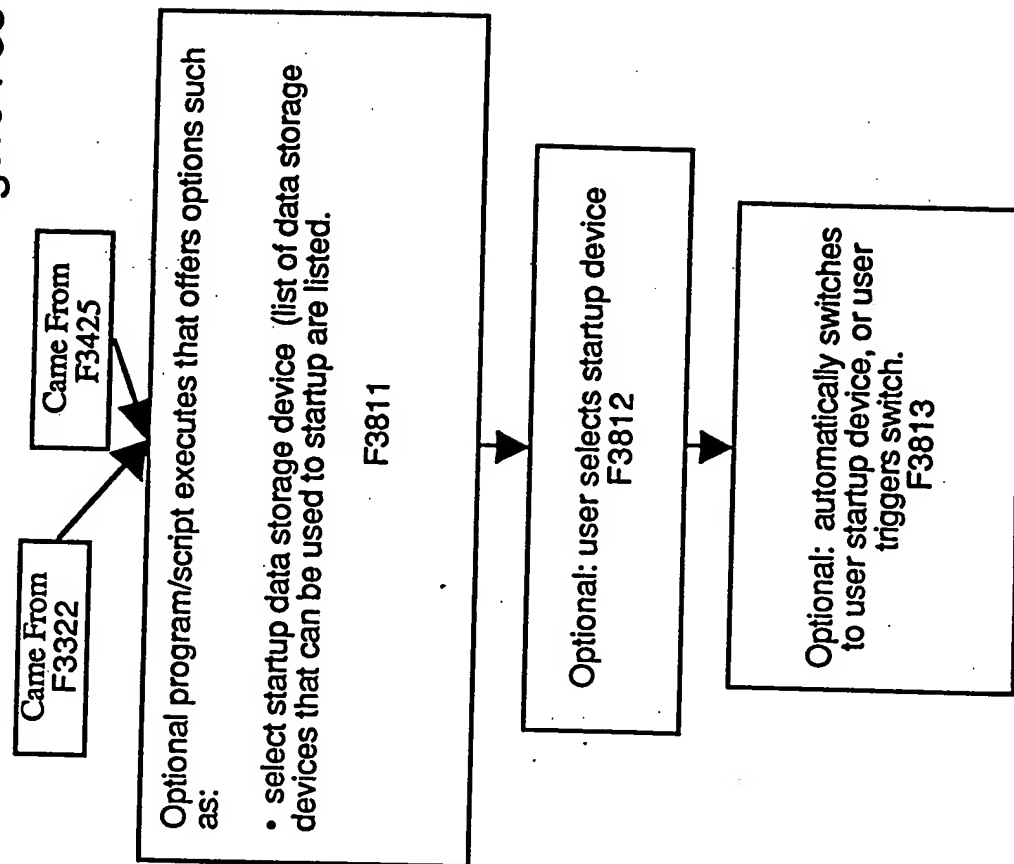 Came From
F3322
Came From
F3425
Optional program/script executes that offers options such
as:
• select startup data storage device (list of data storage
devices that can be used to startup are listed.
F3811
Optional: user selects startup device
F3812
Optional: automatically switches
to user startup device, or user
triggers switch.
F3813